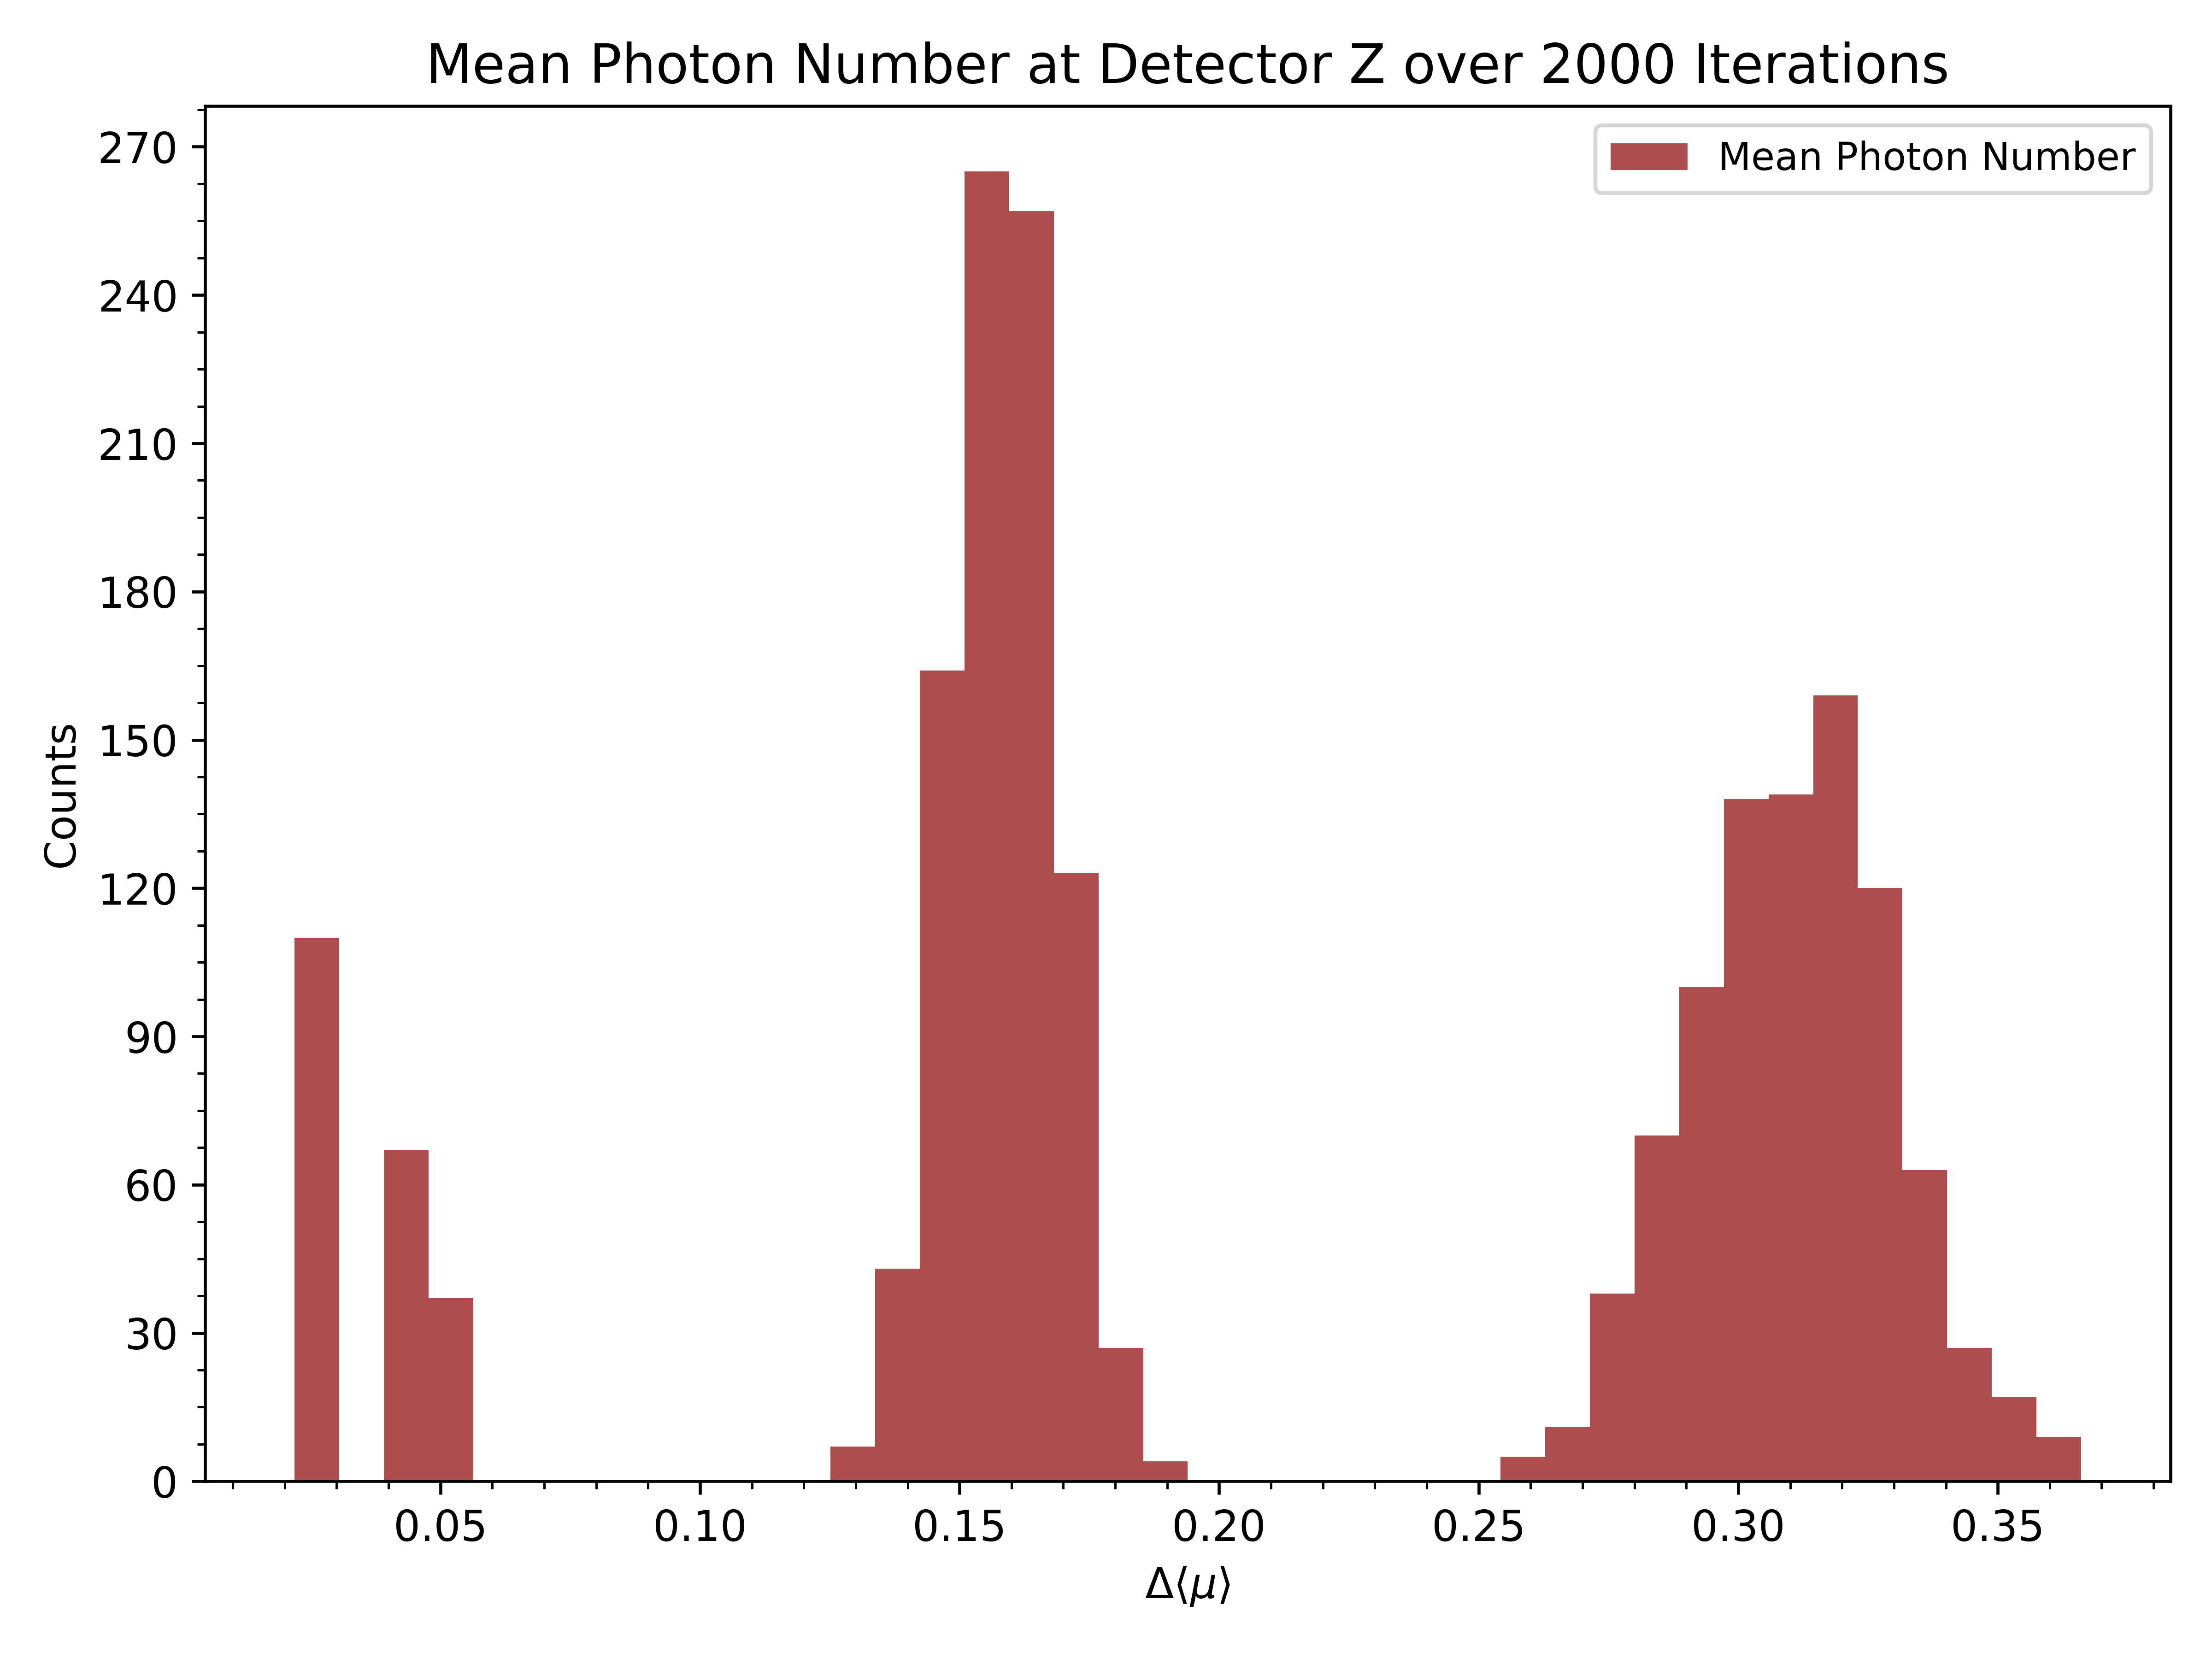 Mean Photon Number at Detector Z over 2000 Iterations
Mean Photon Number
270
240
210
180
150
120
90
60
30
0
Counts
0.05 0.10 0.15 0.20 0.25 0.30 0.35
Δ⟨μ⟩